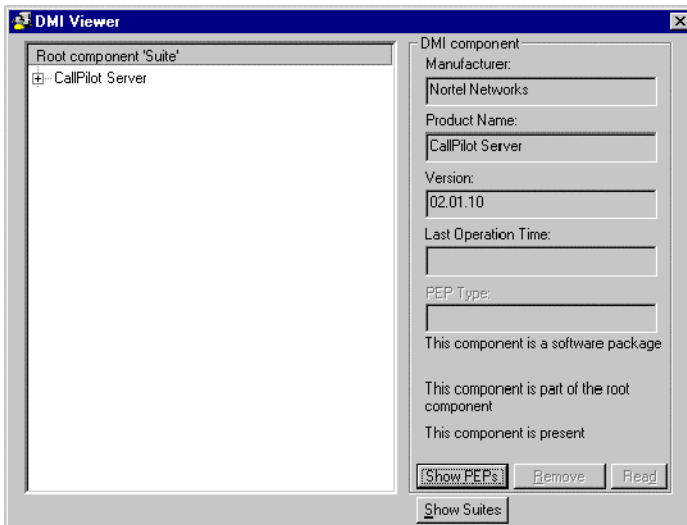 DMI Viewer
Root component 'Suite'
CallPilot Server
DMI component
Manufacturer:
Nortel Networks
Product Name:
CallPilot Server
Version:
02.01.10
Last Operation Time:
PEP Type:
This component is a software package
This component is part of the root
component
This component is present
Show PEPs
Remove
Read
Show Suites